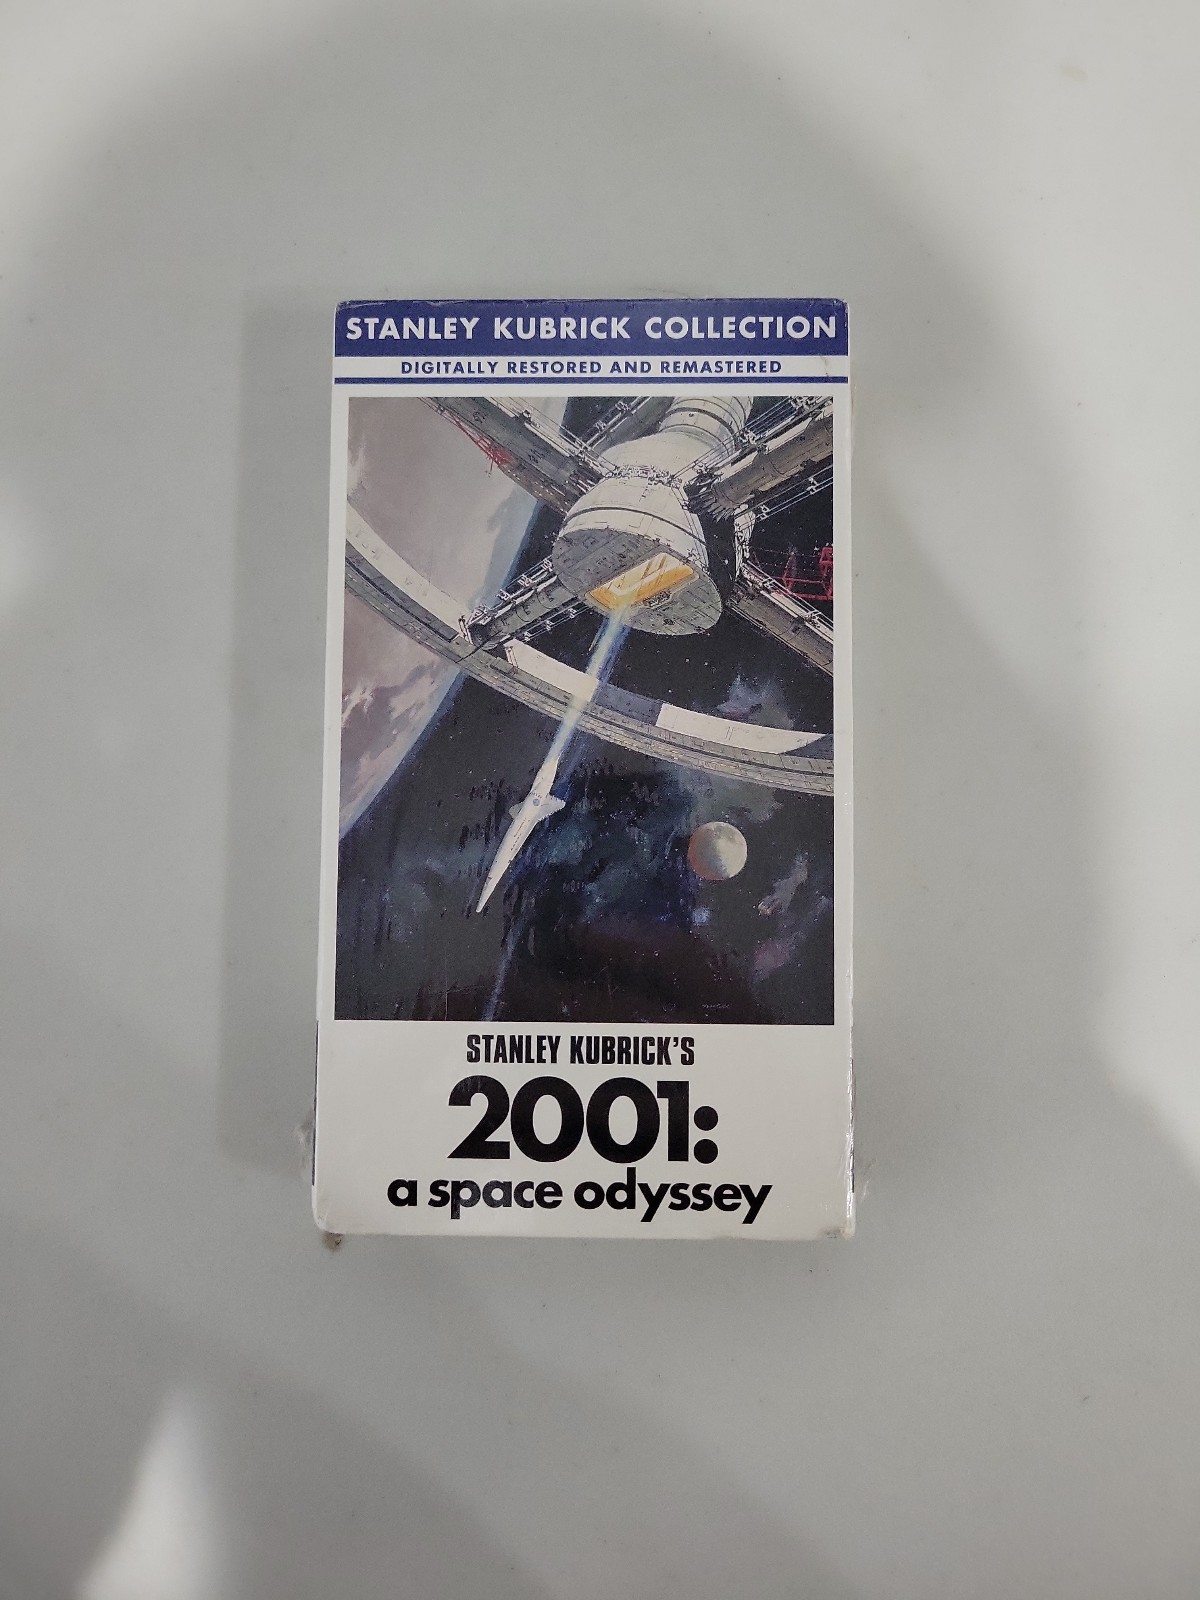 STANLEY KUBRICK COLLECTION
DIGITALLY RESTORED AND REMASTERED
STANLEY KUBRICK'S
2001:
a space odyssey